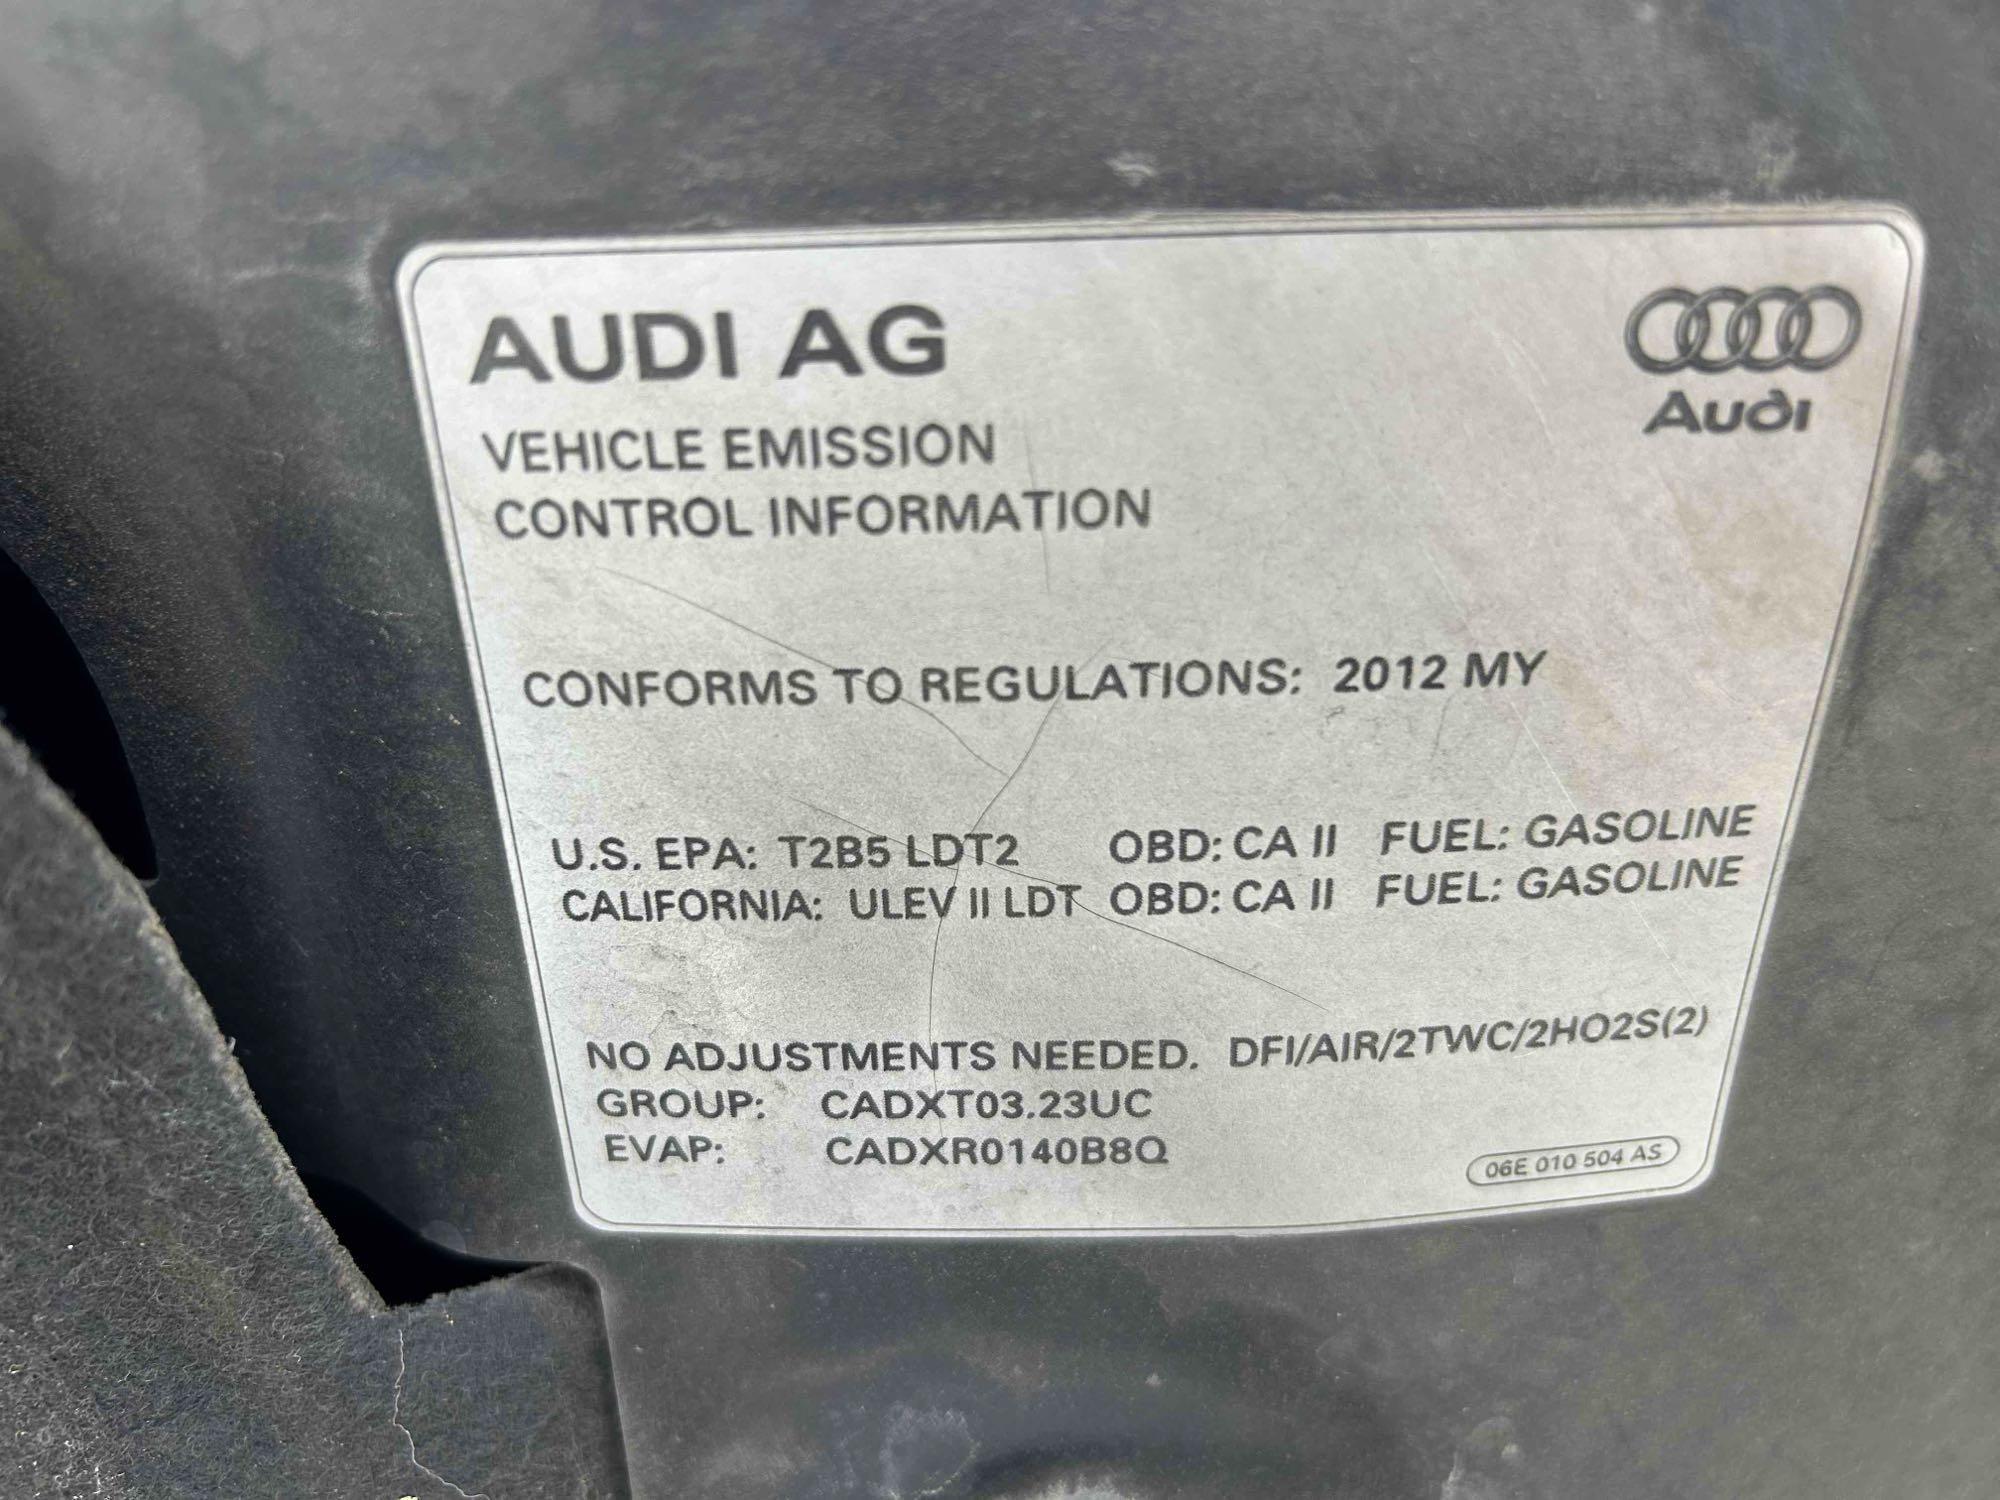 AUDI AG
Audi
VEHICLE EMISSION
CONTROL INFORMATION
CONFORMS TO REGULATIONS: 2012 MY
U.S. EPA: T2B5 LDT2 OBD: CA II FUEL: GASOLINE
CALIFORNIA: ULEV II LDT OBD: CA II FUEL: GASOLINE
NO ADJUSTMENTS NEEDED. DFI/AIR/2TWC/2HO2S(2)
GROUP: CADXT03.23UC
EVAP: CADXR0140B8Q
06E 010 504 AS